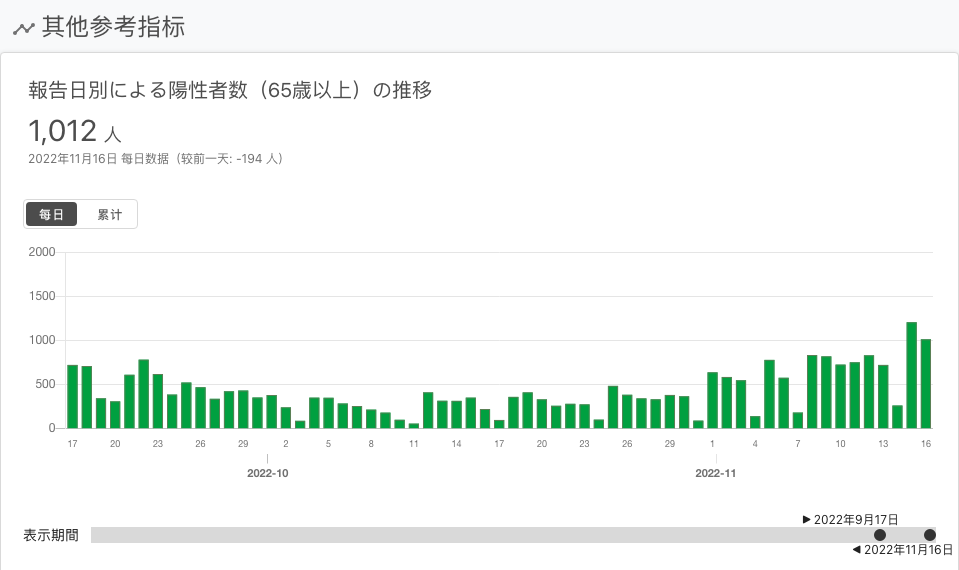 其他参考指标
報告日別による陽性者数（65歳以上）の推移
1,012 人
2022年11月16日 每日数据（较前一天: -194 人）
每日 累计
2000
1500
1000
500
0
17 20 23 26 29 2 5 8 11 14 17 20 23 26 29 1 4 7 10 13 16
2022-10 2022-11
2022年9月17日
表示期間
2022年11月16日